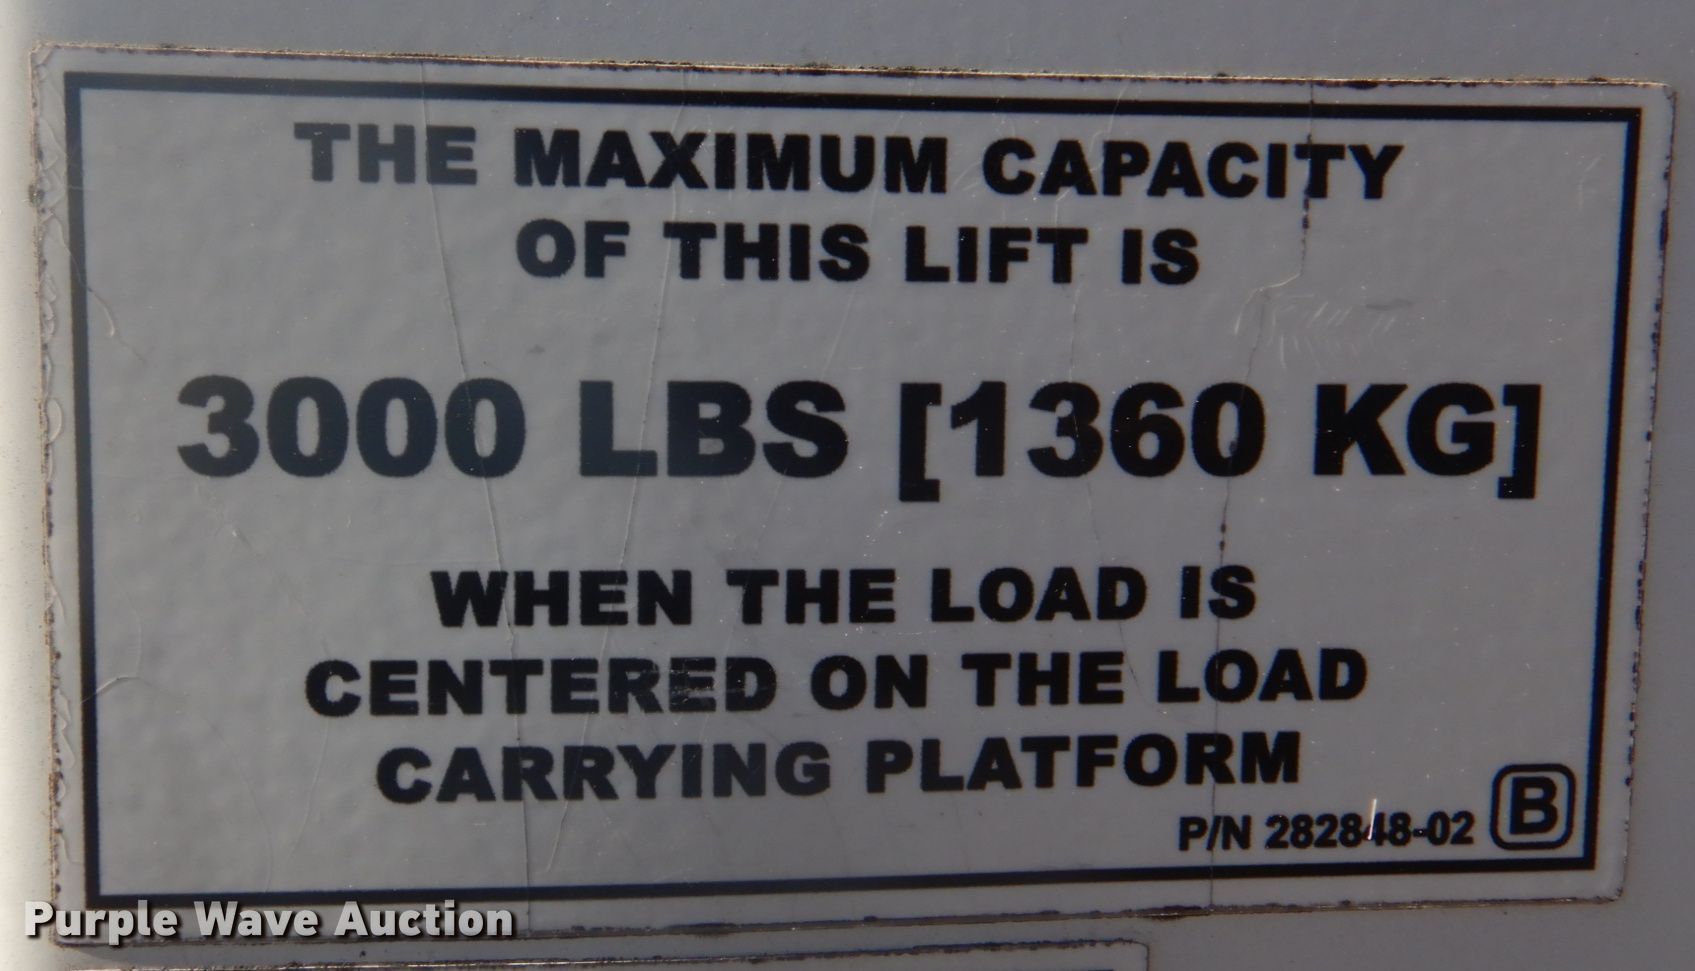 THE MAXIMUM CAPACITY
OF THIS LIFT IS
3000 LBS [1360 KG]
WHEN THE LOAD IS
CENTERED ON THE LOAD
CARRYING PLATFORM
P/N 282848-02 B
Purple Wave Auction